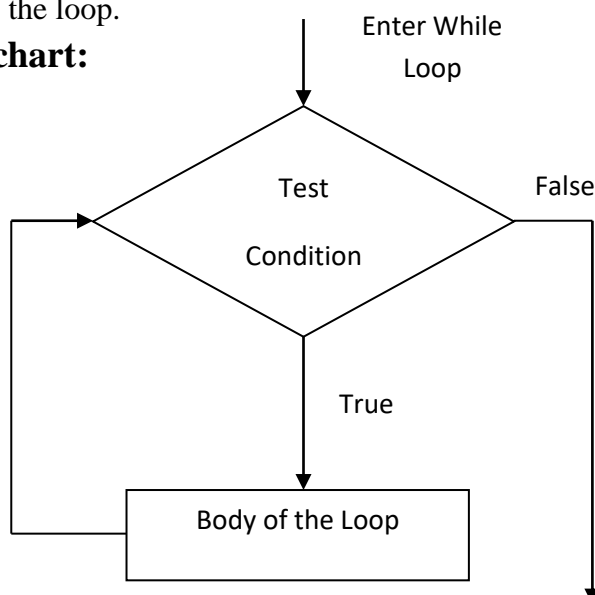 the loop.
chart:
Enter While
Loop
Test
Condition
False
True
Body of the Loop